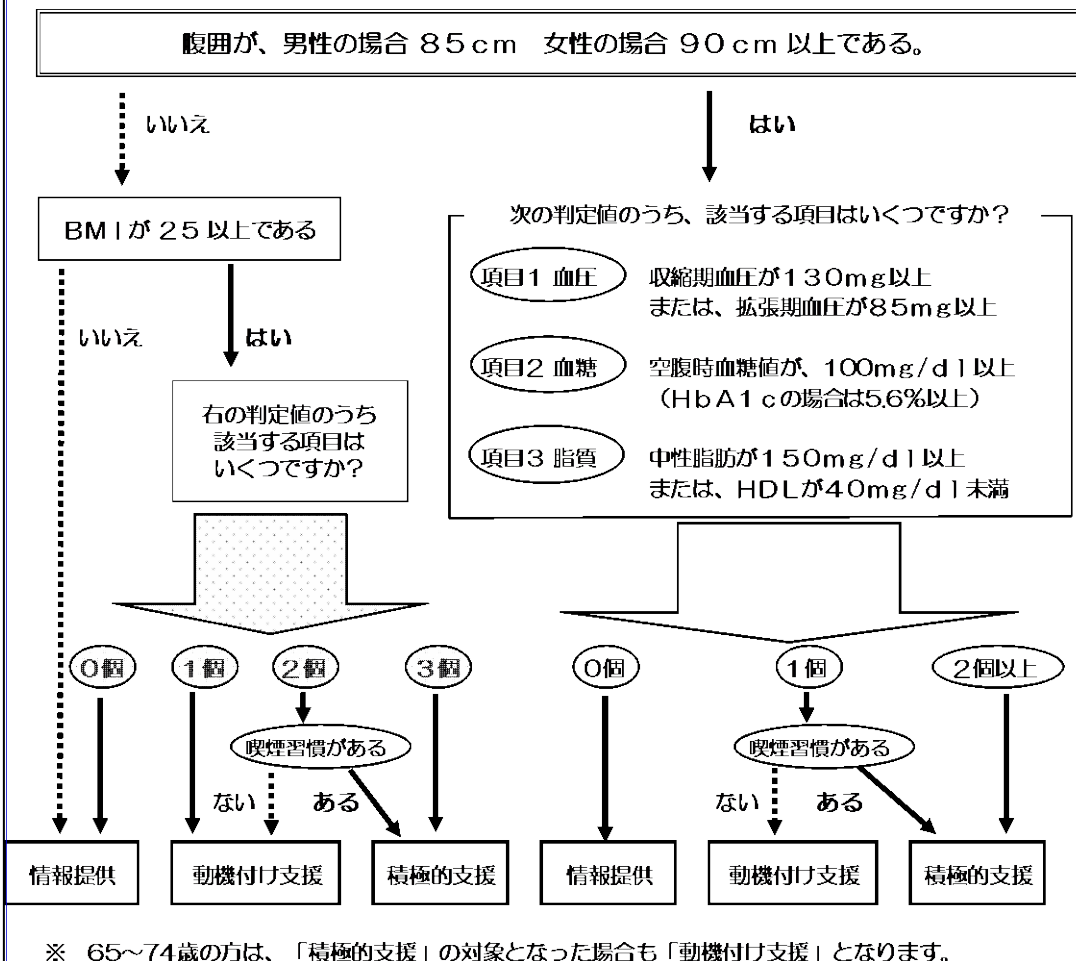 腹囲が、男性の場合 85cm　女性の場合 90cm 以上である。
いいえ
はい
BMIが 25 以上である
次の判定値のうち、該当する項目はいくつですか？
項目1 血圧
収縮期血圧が130mg以上
または、拡張期血圧が85mg以上
いいえ
はい
項目2 血糖
空腹時血糖値が、100mg/dl以上
（HbA1cの場合は5.6%以上）
右の判定値のうち
該当する項目は
いくつですか？
項目3 脂質
中性脂肪が150mg/dl以上
または、HDLが40mg/dl未満
0個
1個
2個
3個
0個
1個
2個以上
喫煙習慣がある
喫煙習慣がある
ない
ある
ない
ある
情報提供
動機付け支援
積極的支援
情報提供
動機付け支援
積極的支援
※　65～74歳の方は、「積極的支援」の対象となった場合も「動機付け支援」となります。